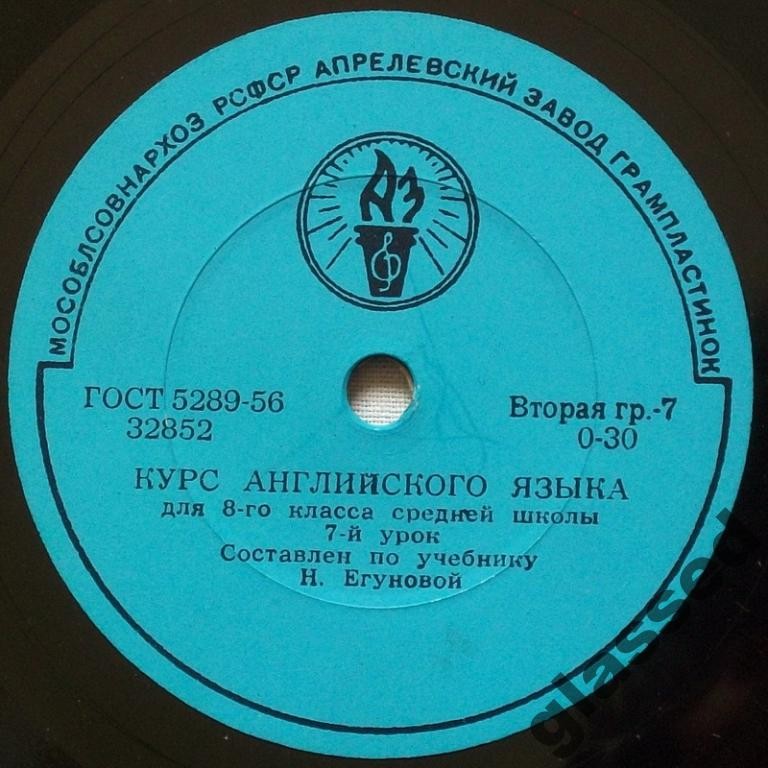 МОСОБЛСОВНАРХОЗ РСФСР АПРЕЛЕВСКИЙ ЗАВОД ГРАМПЛАСТИНОК
АЗ
ГОСТ 5289-56
32852
Вторая гр.-7
0-30
КУРС АНГЛИЙСКОГО ЯЗЫКА
для 8-го класса средней школы
7-й урок
Составлен по учебнику
Н. Егуновой
glassed